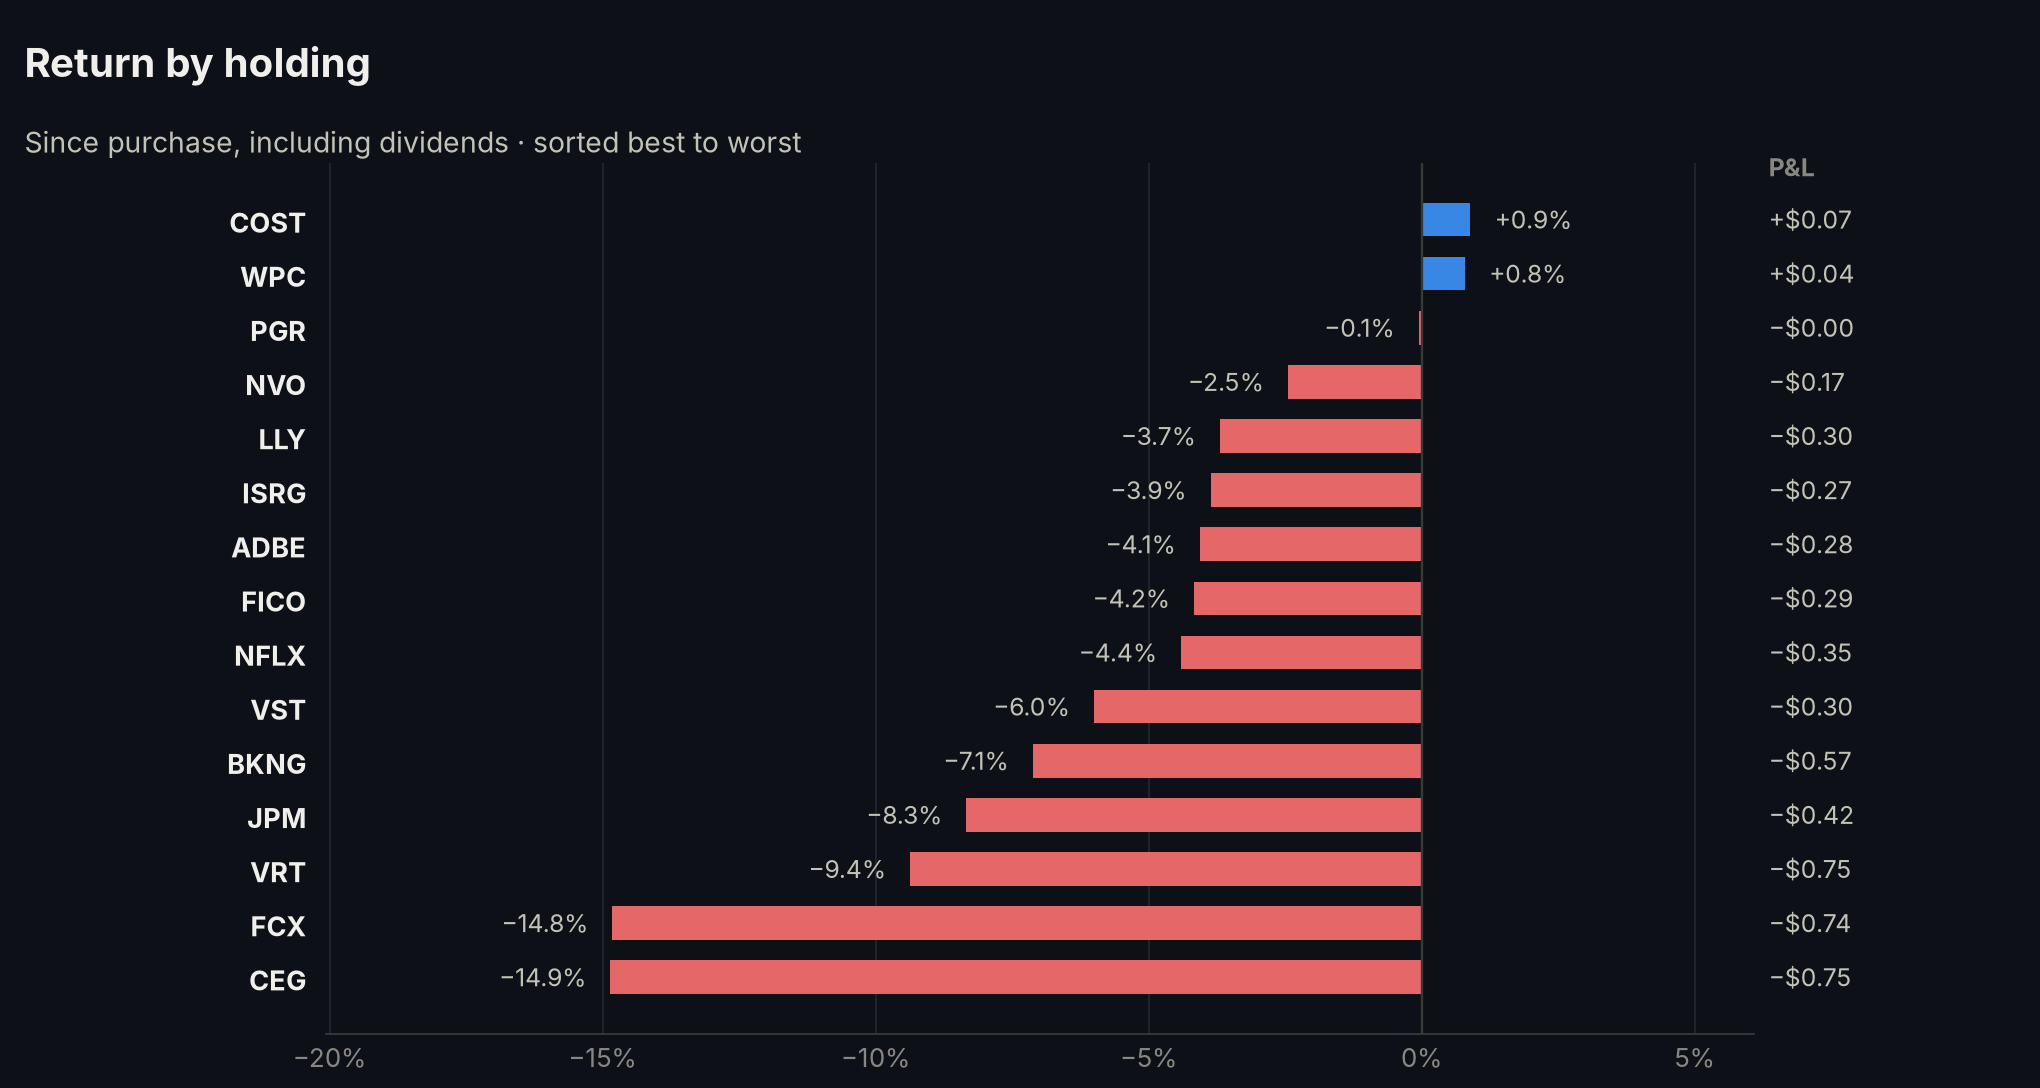 Return by holding
Since purchase, including dividends · sorted best to worst
P&L
COST +0.9% +$0.07
WPC +0.8% +$0.04
PGR −0.1% −$0.00
NVO −2.5% −$0.17
LLY −3.7% −$0.30
ISRG −3.9% −$0.27
ADBE −4.1% −$0.28
FICO −4.2% −$0.29
NFLX −4.4% −$0.35
VST −6.0% −$0.30
BKNG −7.1% −$0.57
JPM −8.3% −$0.42
VRT −9.4% −$0.75
FCX −14.8% −$0.74
CEG −14.9% −$0.75
−20% −15% −10% −5% 0% 5%